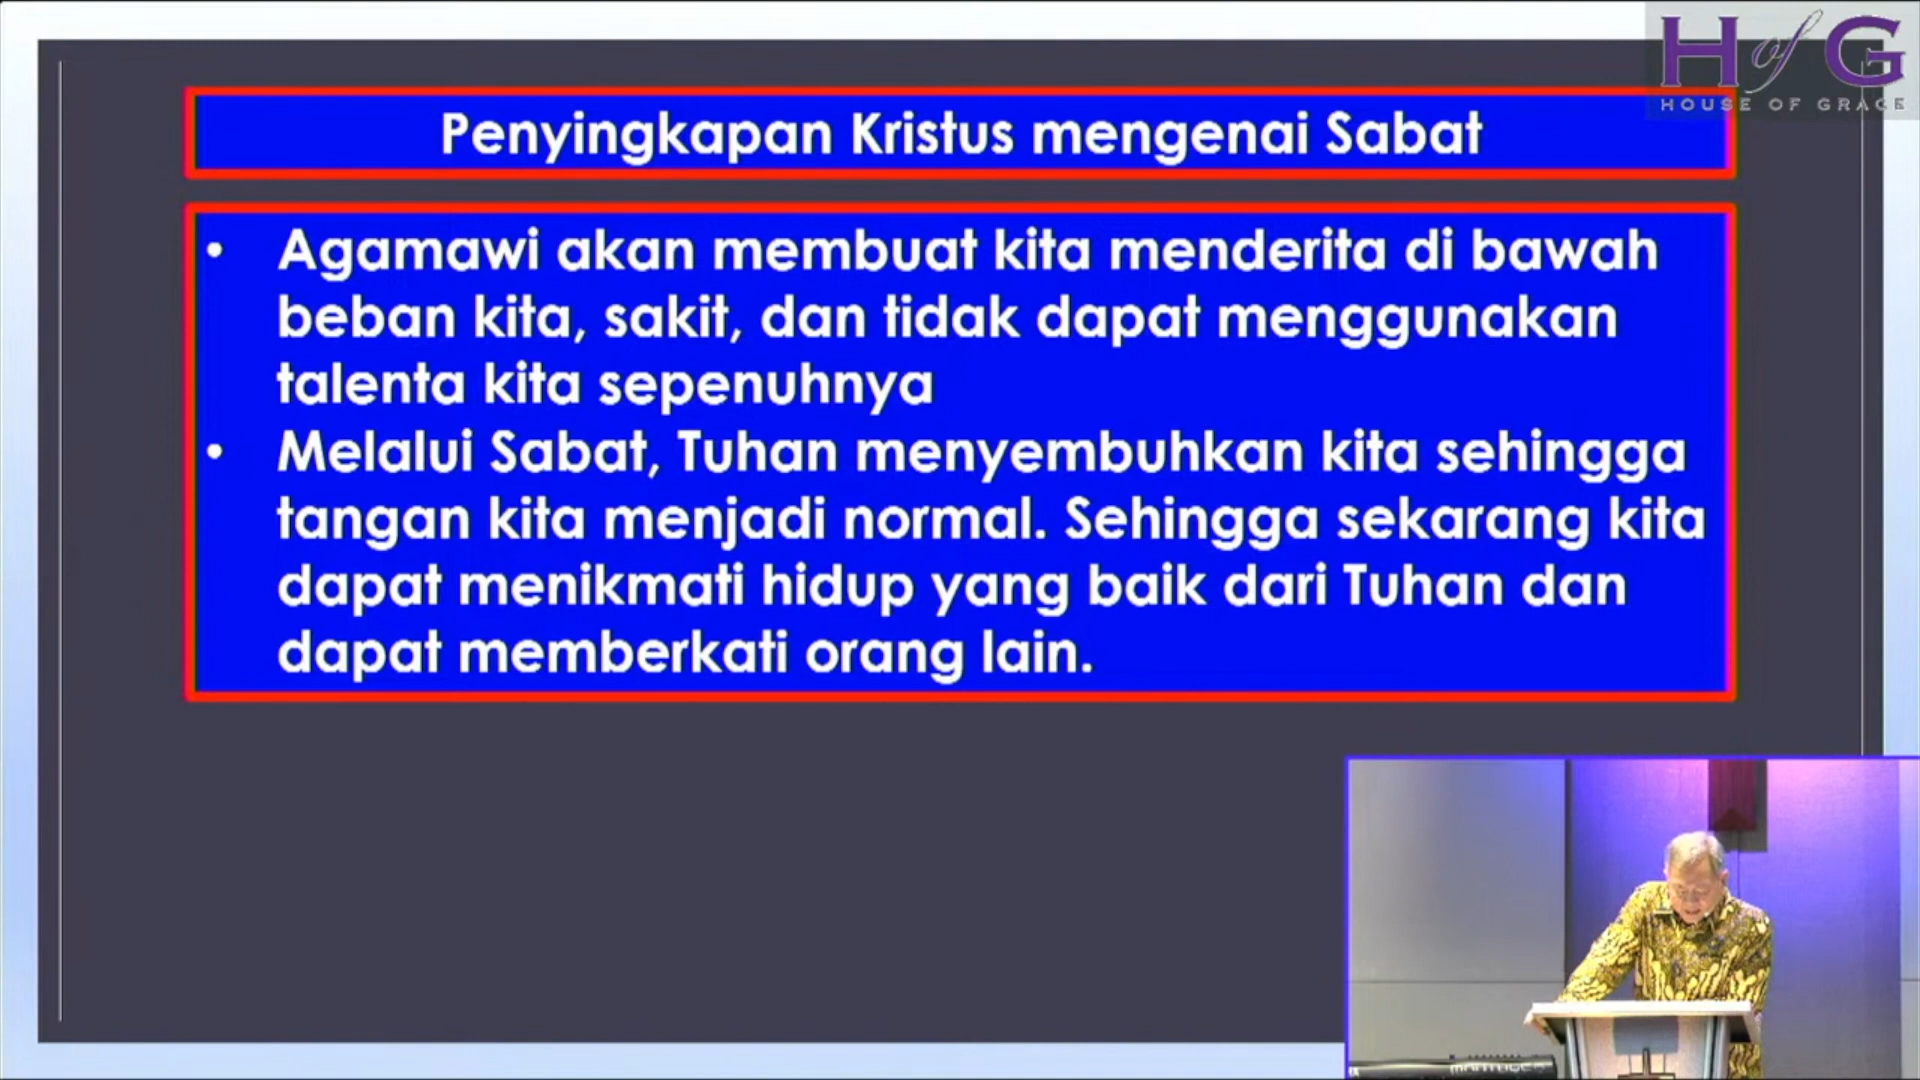 H of G
HOUSE OF GRACE
Penyingkapan Kristus mengenai Sabat
• Agamawi akan membuat kita menderita di bawah
beban kita, sakit, dan tidak dapat menggunakan
talenta kita sepenuhnya
• Melalui Sabat, Tuhan menyembuhkan kita sehingga
tangan kita menjadi normal. Sehingga sekarang kita
dapat menikmati hidup yang baik dari Tuhan dan
dapat memberkati orang lain.